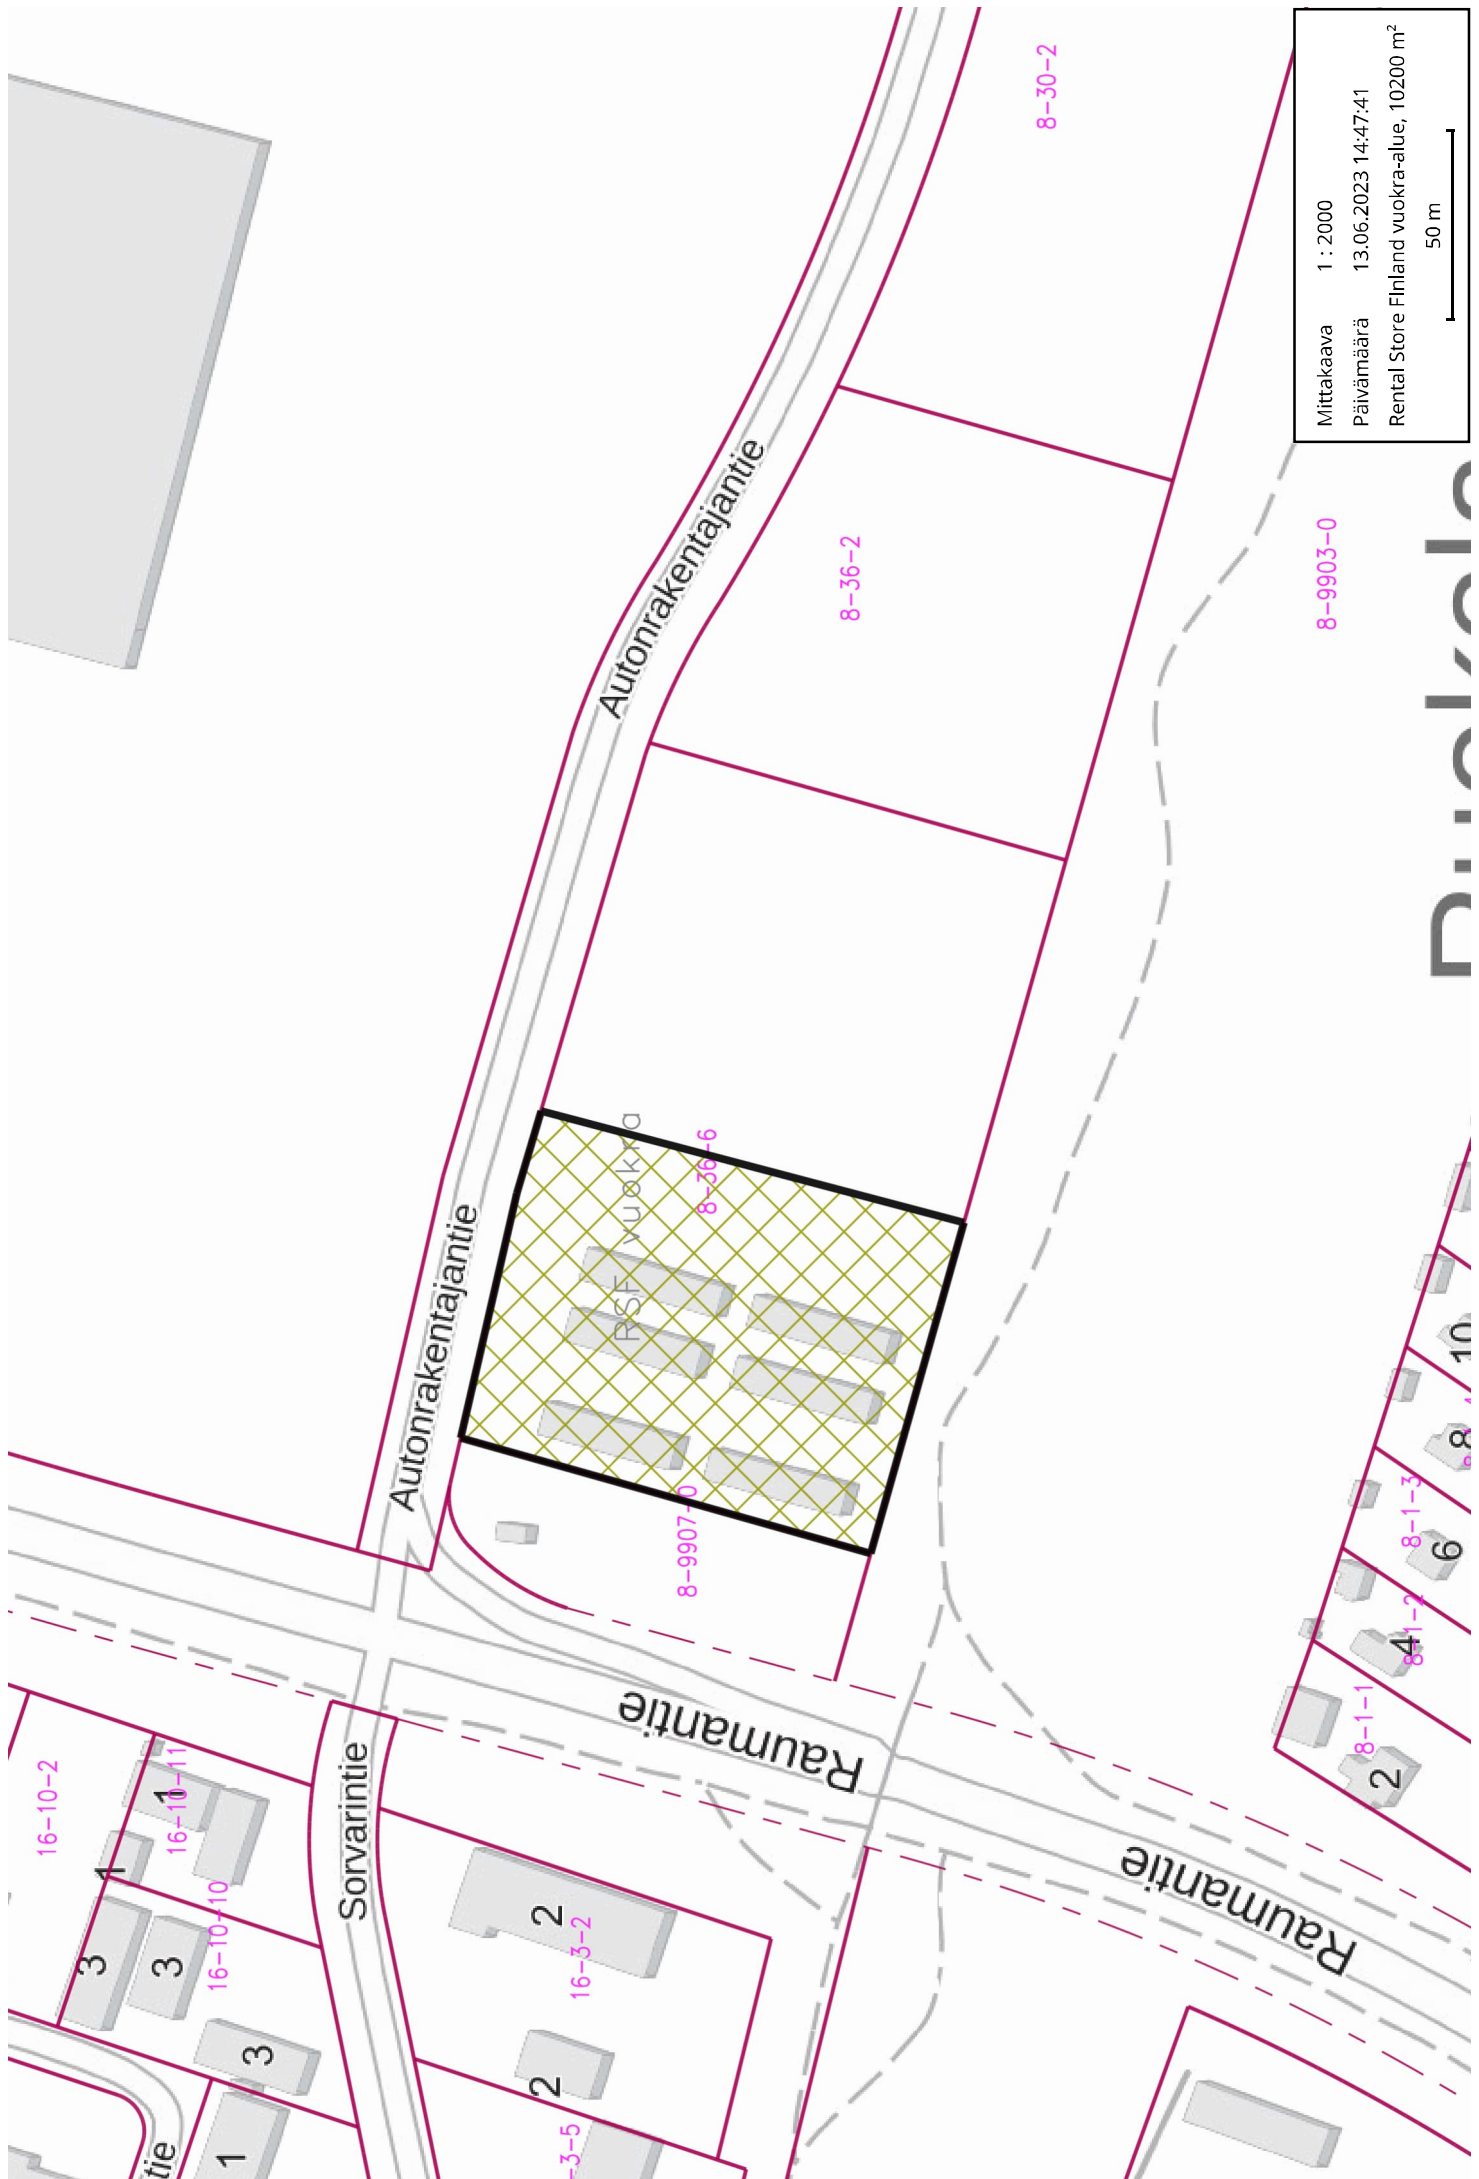 Mittakaava 1 : 2000
Päivämäärä 13.06.2023 14:47:41
Rental Store FInland vuokra-alue, 10200 m²
50 m
8-30-2
Autonrakentajantie
8-36-2
8-9903-0
RSF vuokra
8-36-6
Autonrakentajantie
8-9907-0
10
8
8-1-3
6
8-1-2
4
8-1-1
2
Raumantie
Raumantie
Sorvarintie
16-10-2
16-10-11
1
1
16-10-10
3
3
3
1
2
16-3-2
2
-3-5
tie